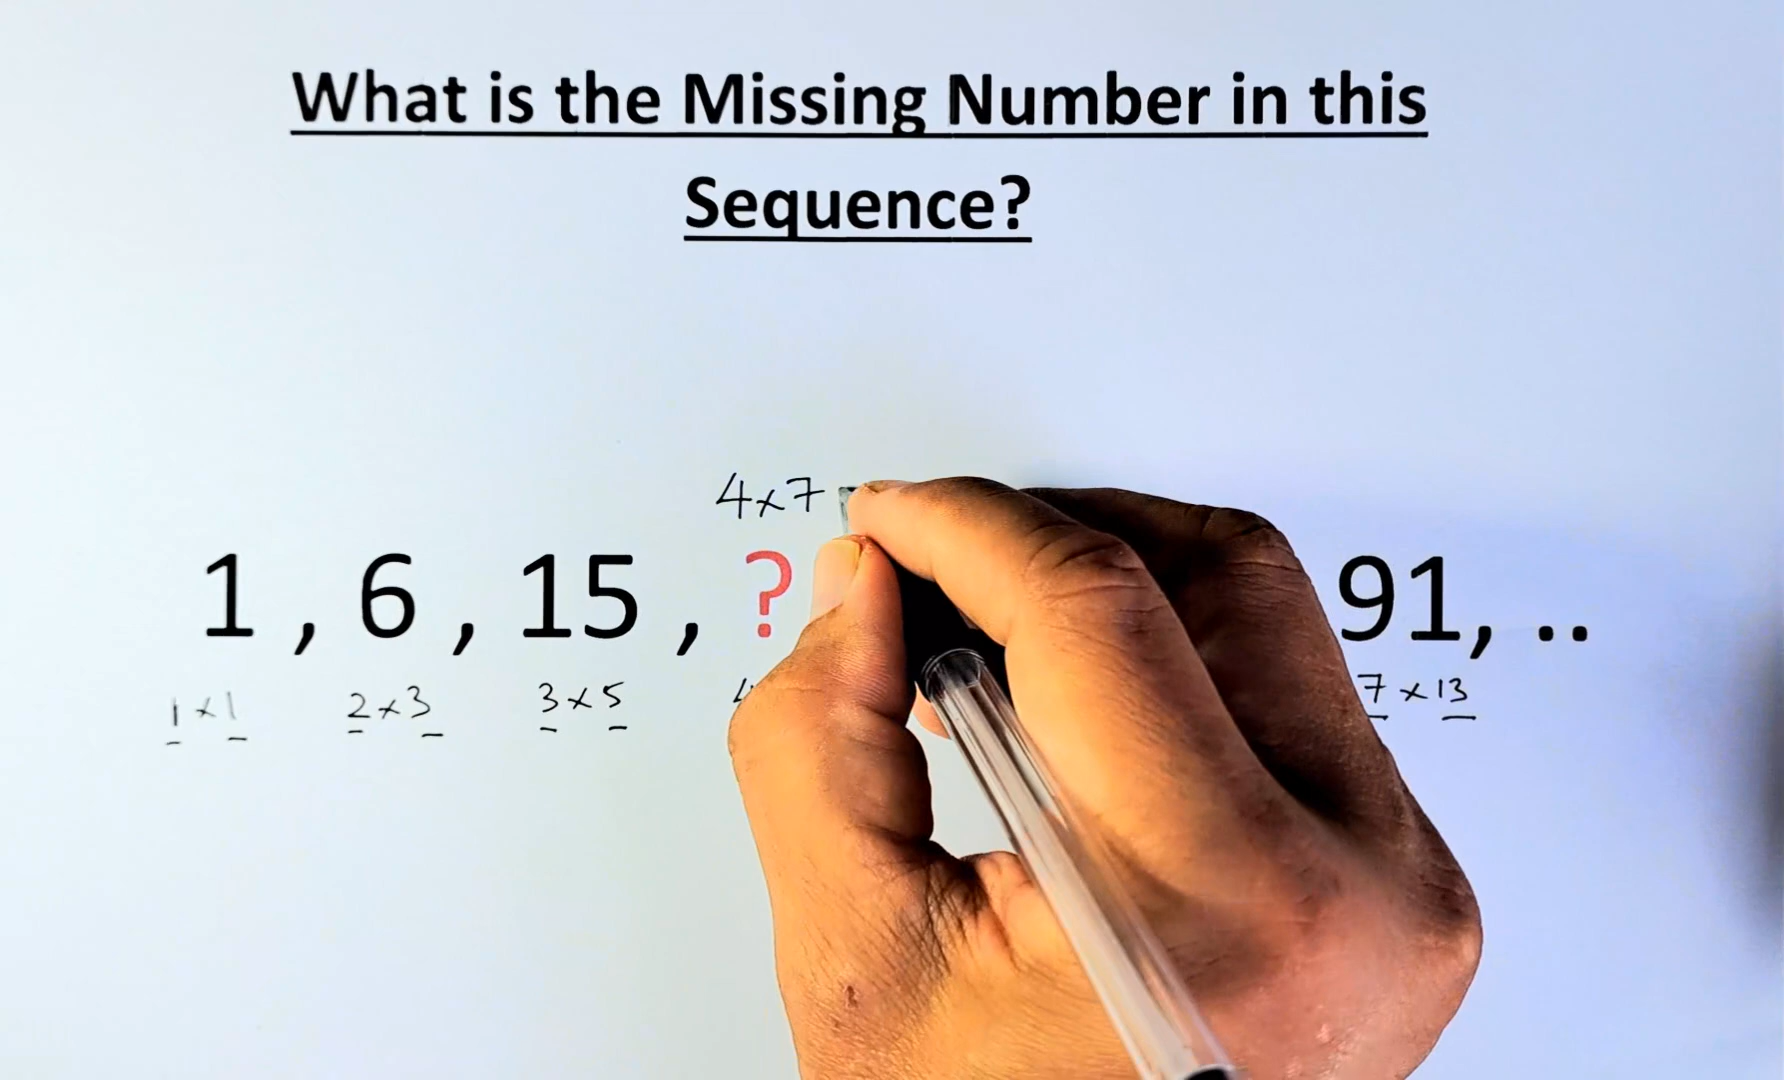 What is the Missing Number in this
Sequence?
4×7
1 , 6 , 15 , ? 91, ..
1×1 2×3 3×5 7×13